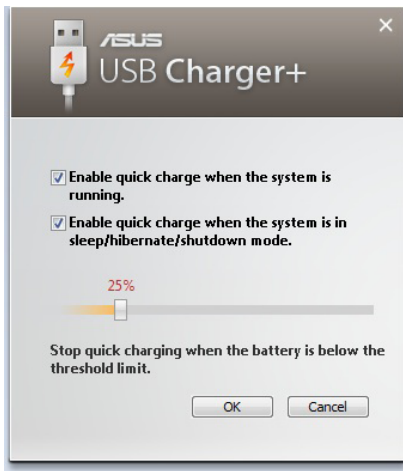 ASUS
USB Charger+
Enable quick charge when the system is
running.
Enable quick charge when the system is in
sleep/hibernate/shutdown mode.
25%
Stop quick charging when the battery is below the
threshold limit.
OK Cancel